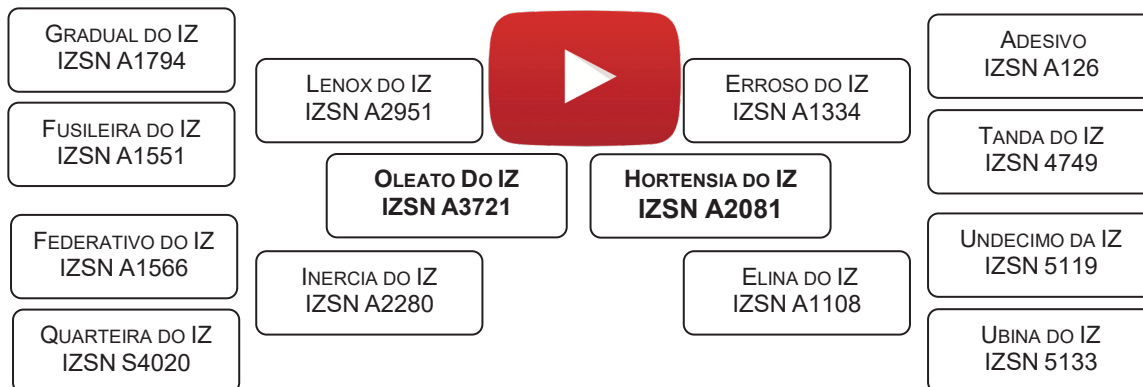 GRADUAL DO IZ
IZSN A1794
LENOX DO IZ
IZSN A2951
ERROSO DO IZ
IZSN A1334
ADESIVO
IZSN A126
FUSILEIRA DO IZ
IZSN A1551
TANDA DO IZ
IZSN 4749
OLEATO DO IZ
IZSN A3721
HORTENSIA DO IZ
IZSN A2081
FEDERATIVO DO IZ
IZSN A1566
UNDECIMO DA IZ
IZSN 5119
INERCIA DO IZ
IZSN A2280
ELINA DO IZ
IZSN A1108
QUARTEIRA DO IZ
IZSN S4020
UBINA DO IZ
IZSN 5133